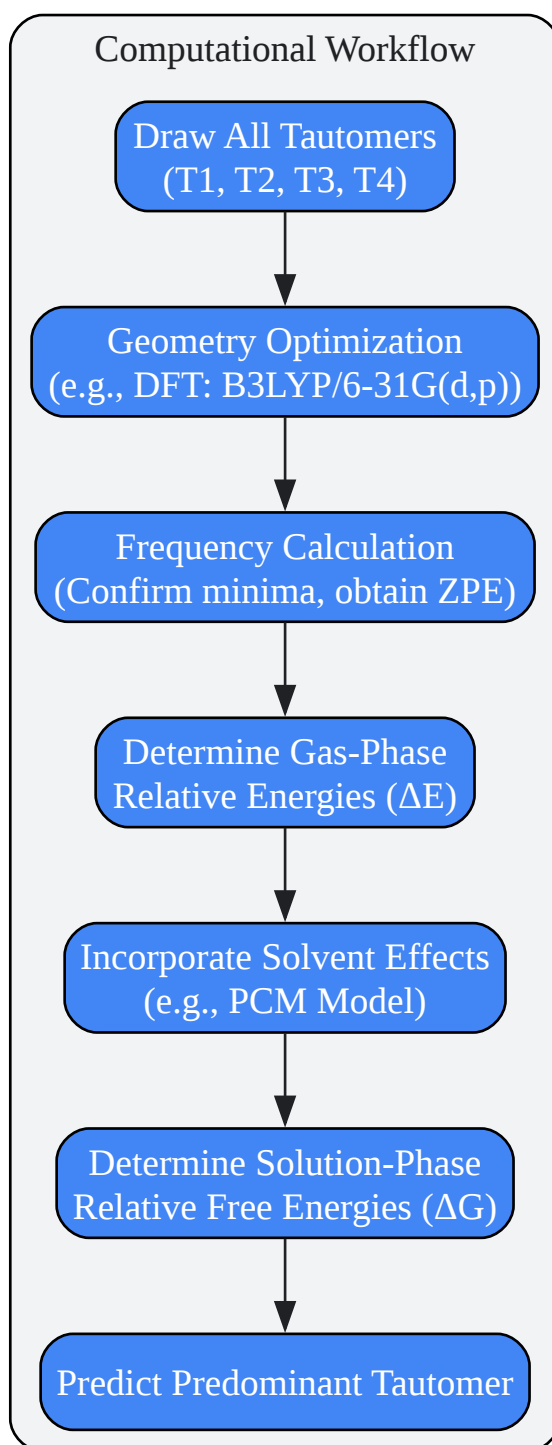 Computational Workflow
Draw All Tautomers
(T1, T2, T3, T4)
Geometry Optimization
(e.g., DFT: B3LYP/6-31G(d,p))
Frequency Calculation
(Confirm minima, obtain ZPE)
Determine Gas-Phase
Relative Energies (ΔE)
Incorporate Solvent Effects
(e.g., PCM Model)
Determine Solution-Phase
Relative Free Energies (ΔG)
Predict Predominant Tautomer